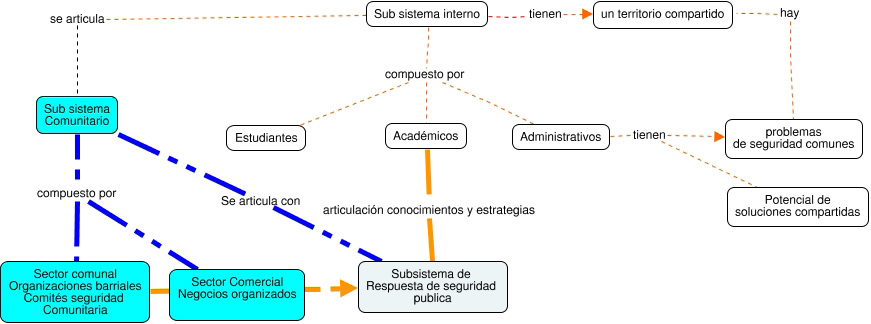 Sub sistema interno
tienen
un territorio compartido
hay
se articula
compuesto por
Sub sistema
Comunitario
Estudiantes
Académicos
Administrativos
tienen
problemas
de seguridad comunes
compuesto por
Se articula con
articulación conocimientos y estrategias
Potencial de
soluciones compartidas
Sector comunal
Organizaciones barriales
Comités seguridad
Comunitaria
Sector Comercial
Negocios organizados
Subsistema de
Respuesta de seguridad
publica